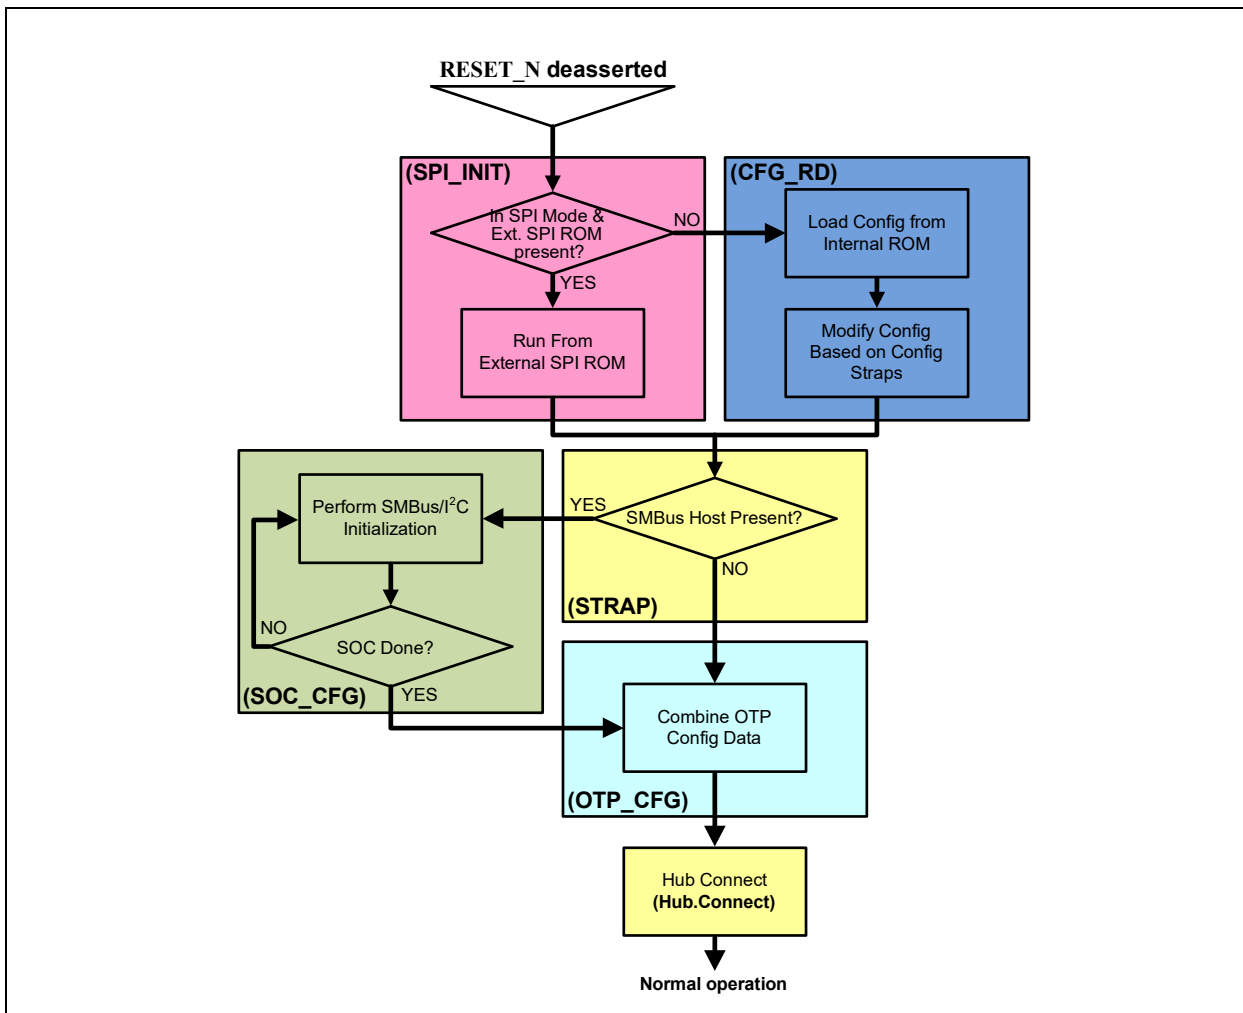 RESET_N deasserted
(SPI_INIT)
In SPI Mode &
Ext. SPI ROM
present?
NO
YES
Run From
External SPI ROM
(CFG_RD)
Load Config from
Internal ROM
Modify Config
Based on Config
Straps
SMBus Host Present?
YES
NO
(STRAP)
Perform SMBus/I²C
Initialization
SOC Done?
NO
YES
(SOC_CFG)
Combine OTP
Config Data
(OTP_CFG)
Hub Connect
(Hub.Connect)
Normal operation